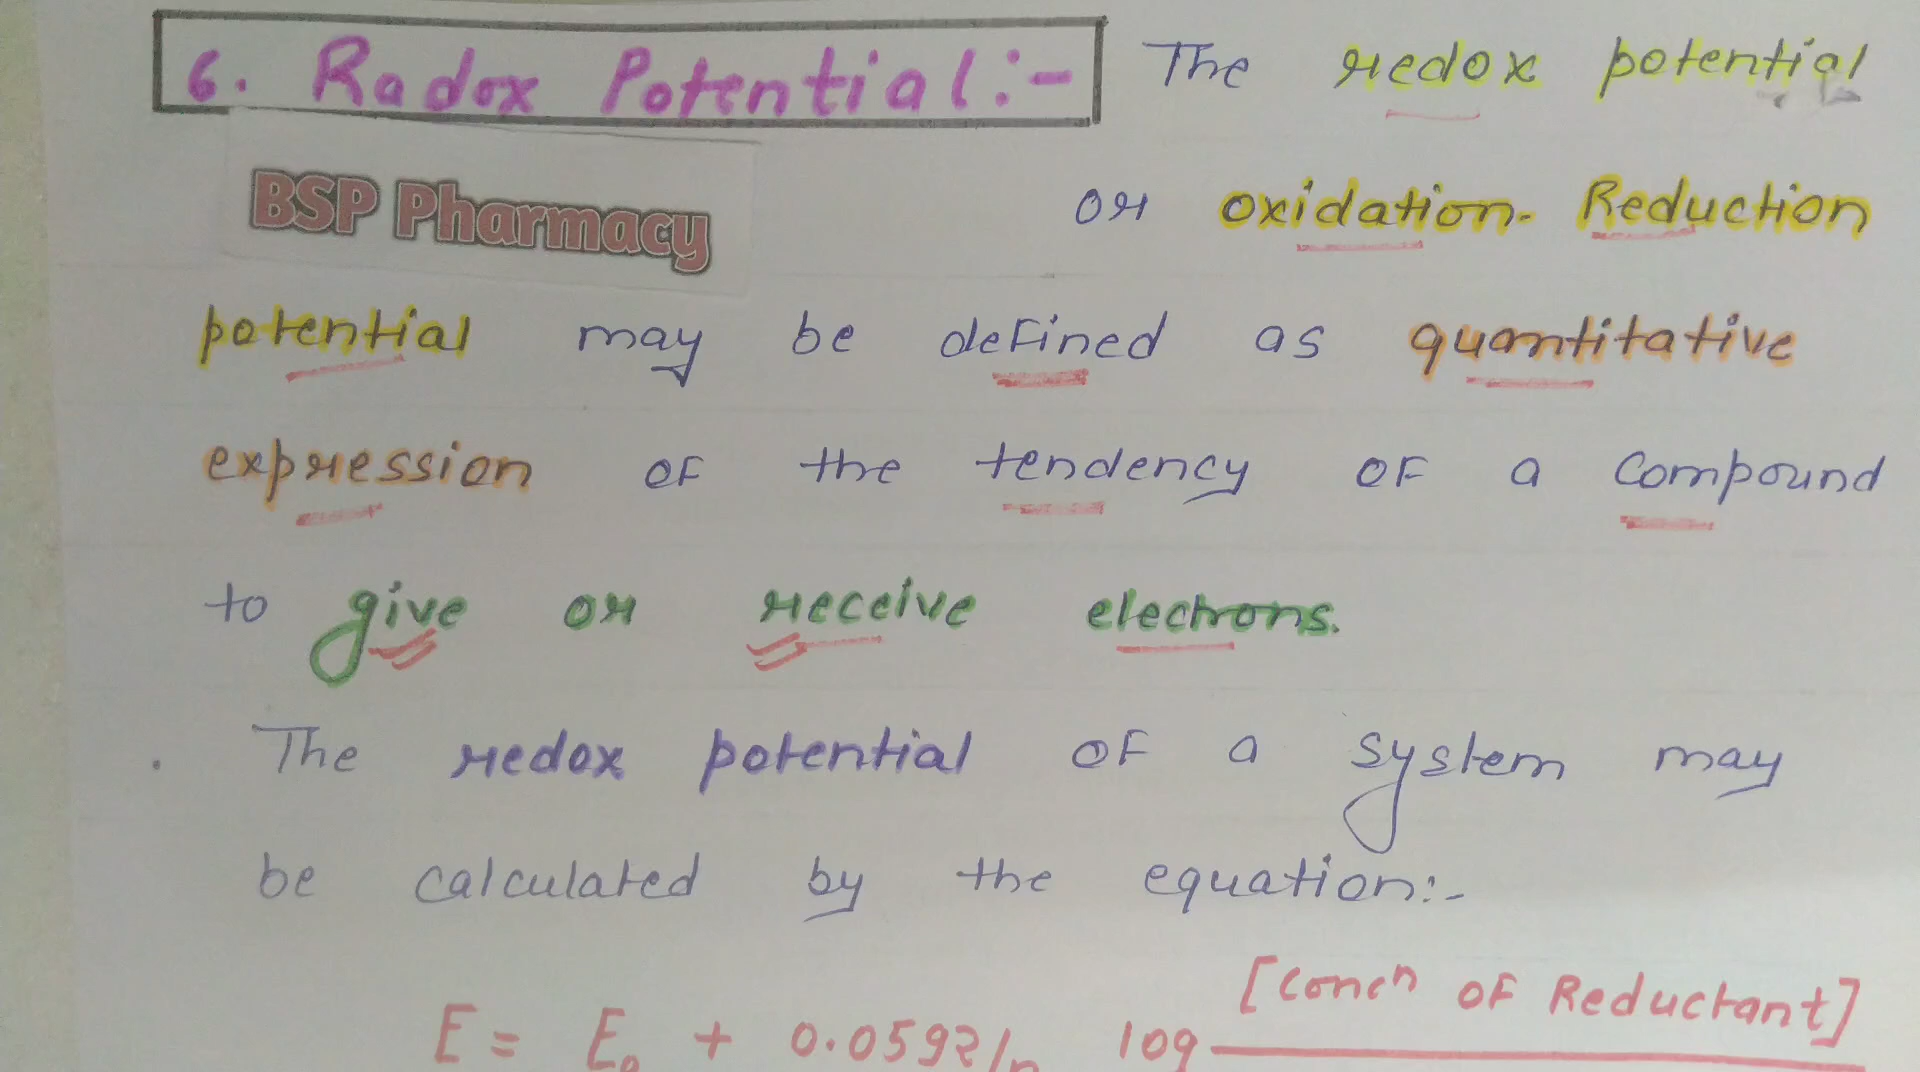 6. Radox Potential:- The redox potential
BSP Pharmacy
or oxidation- Reduction
potential may be defined as quantitative
expression of the tendency of a compound
to give or receive electrons.
. The redox potential of a system may
be calculated by the equation:-
[Concn of Reductant]
E = E₀ + 0.0592/n log